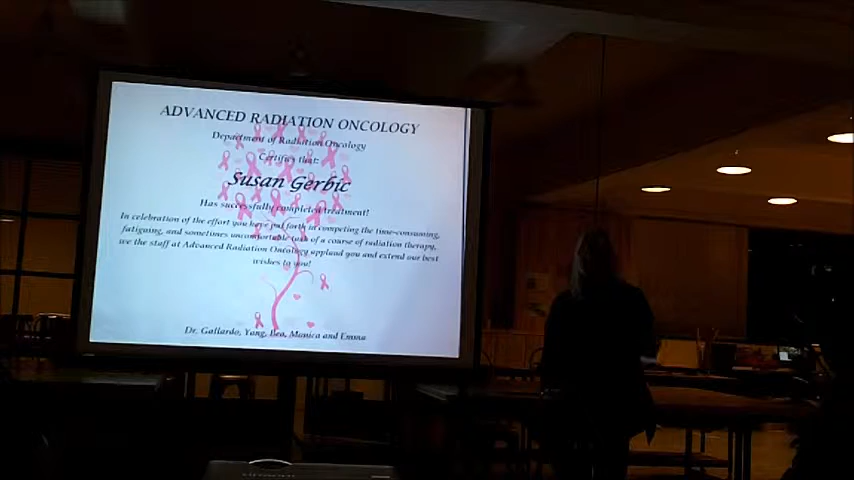 ADVANCED RADIATION ONCOLOGY
Department of Radiation Oncology
Certifies that:
Susan Gerbic
Has successfully completed treatment!
In celebration of the effort you have put forth in competing the time-consuming,
fatiguing, and sometimes uncomfortable task of a course of radiation therapy,
we the staff at Advanced Radiation Oncology applaud you and extend our best
wishes to you!
Dr. Gallardo, Yang, Bea, Monica and Emma